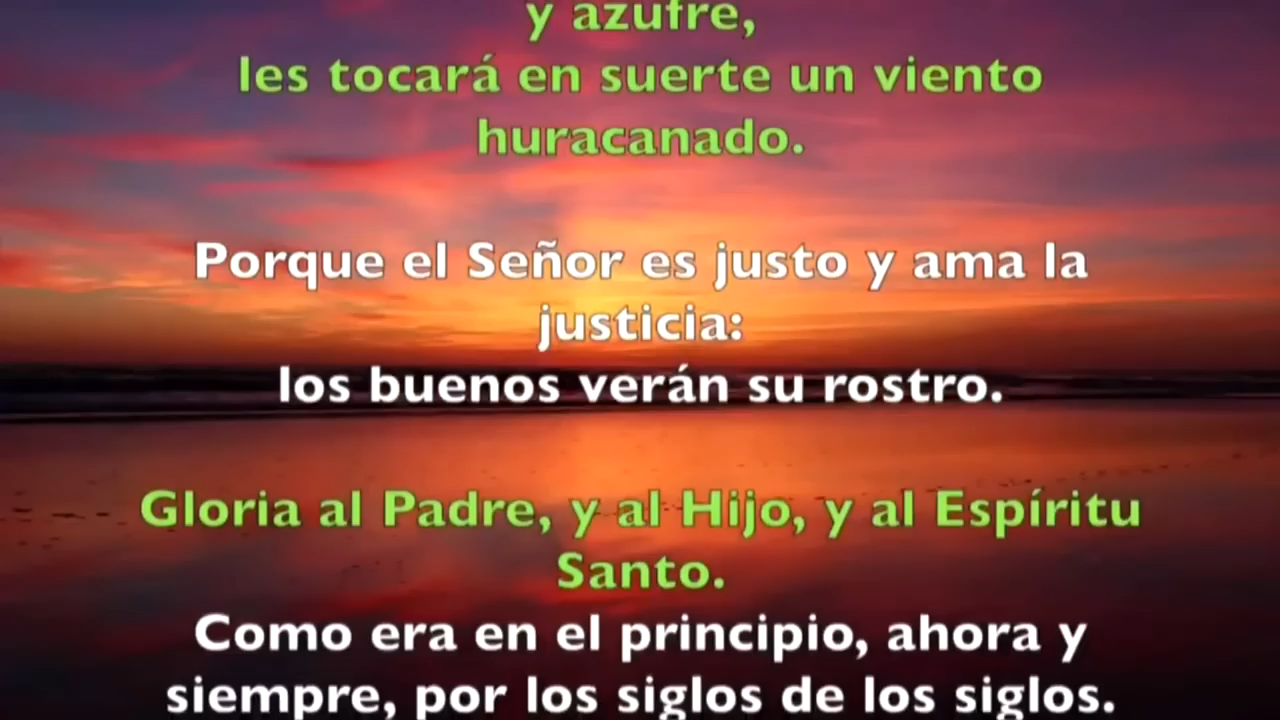 y azufre,
les tocará en suerte un viento
huracanado.
Porque el Señor es justo y ama la
justicia:
los buenos verán su rostro.
Gloria al Padre, y al Hijo, y al Espíritu
Santo.
Como era en el principio, ahora y
siempre, por los siglos de los siglos.